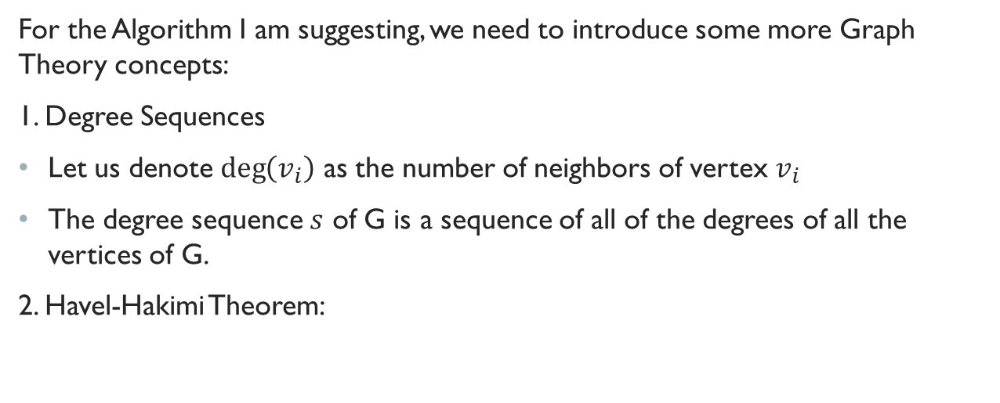 For the Algorithm I am suggesting, we need to introduce some more Graph
Theory concepts:
1. Degree Sequences
• Let us denote deg(𝑣ᵢ) as the number of neighbors of vertex 𝑣ᵢ
• The degree sequence 𝑠 of G is a sequence of all of the degrees of all the
vertices of G.
2. Havel-Hakimi Theorem: